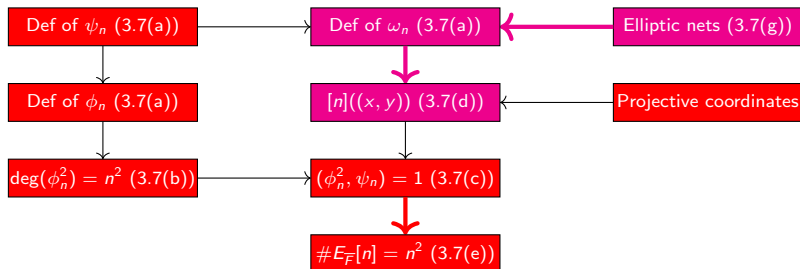 Def of ψ_n (3.7(a))
Def of ω_n (3.7(a))
Elliptic nets (3.7(g))
Def of ϕ_n (3.7(a))
[n]((x, y)) (3.7(d))
Projective coordinates
deg(ϕ_n^2) = n^2 (3.7(b))
(ϕ_n^2, ψ_n) = 1 (3.7(c))
#E_{\overline{F}}[n] = n^2 (3.7(e))